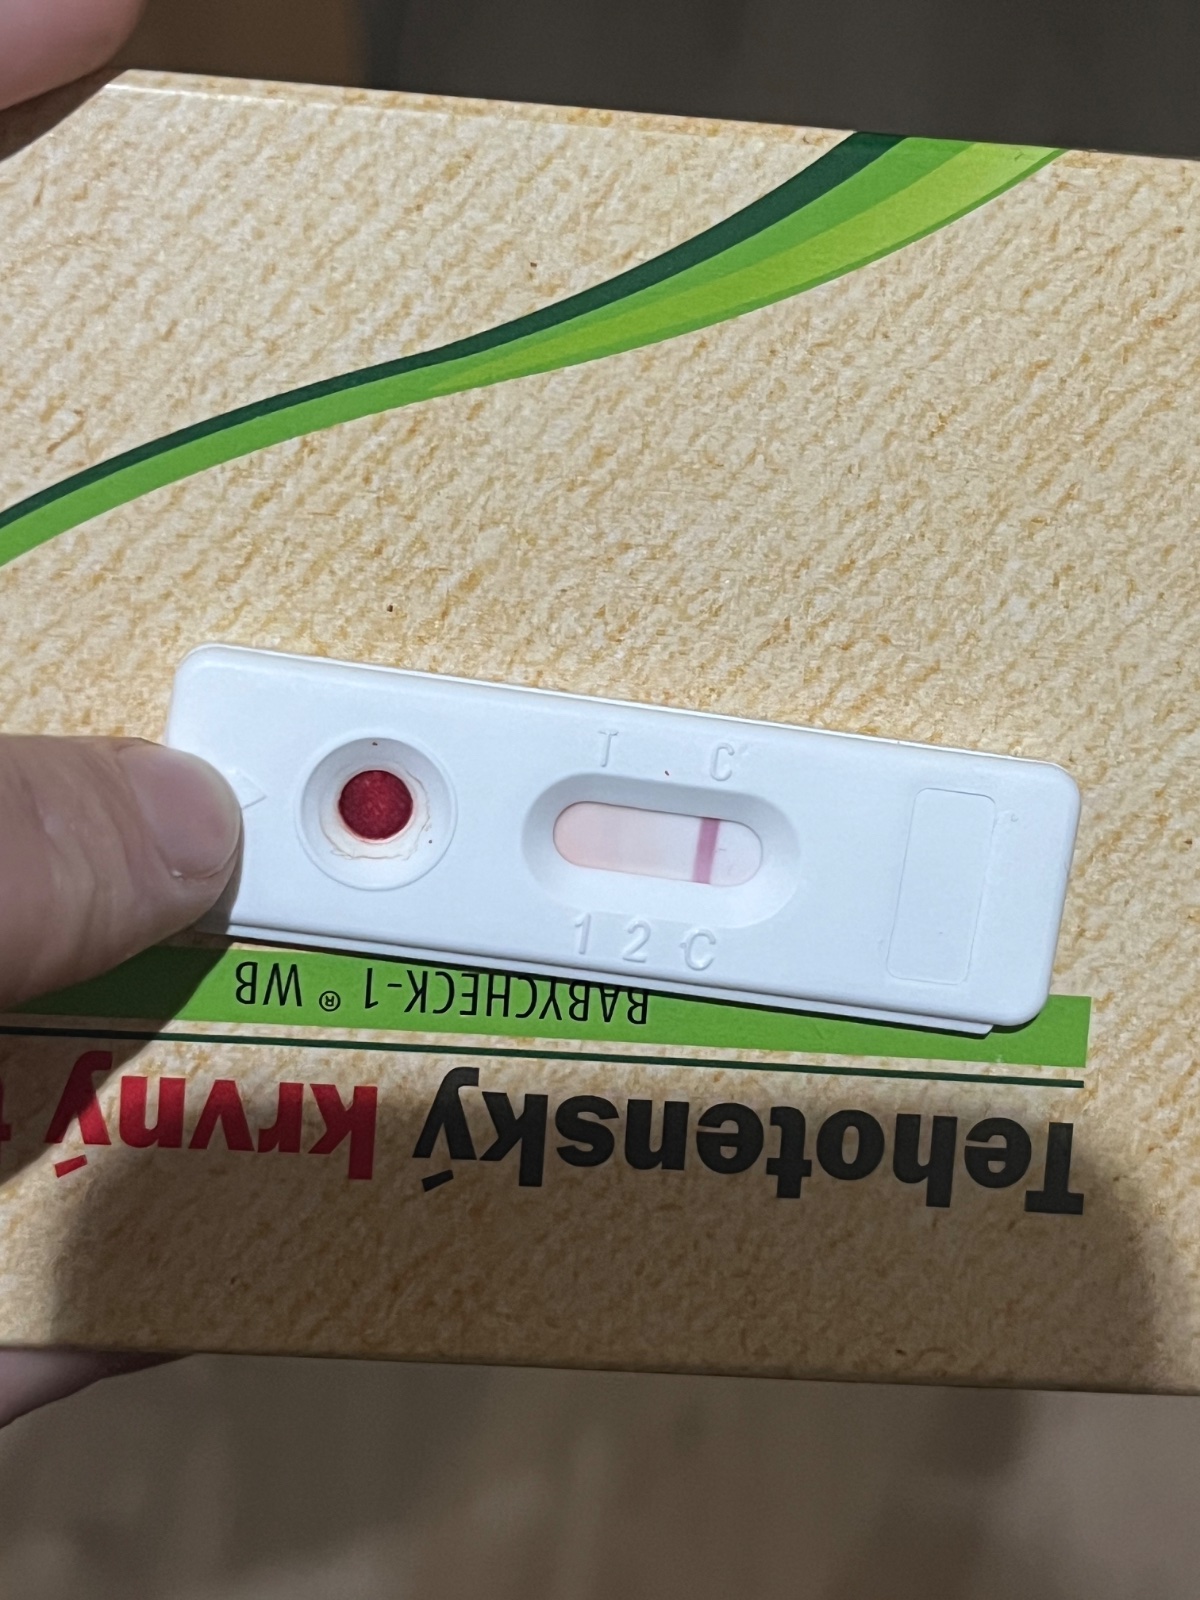 T C
1 2 C
BABYCHECK-1® WB
Tehotenský krvný